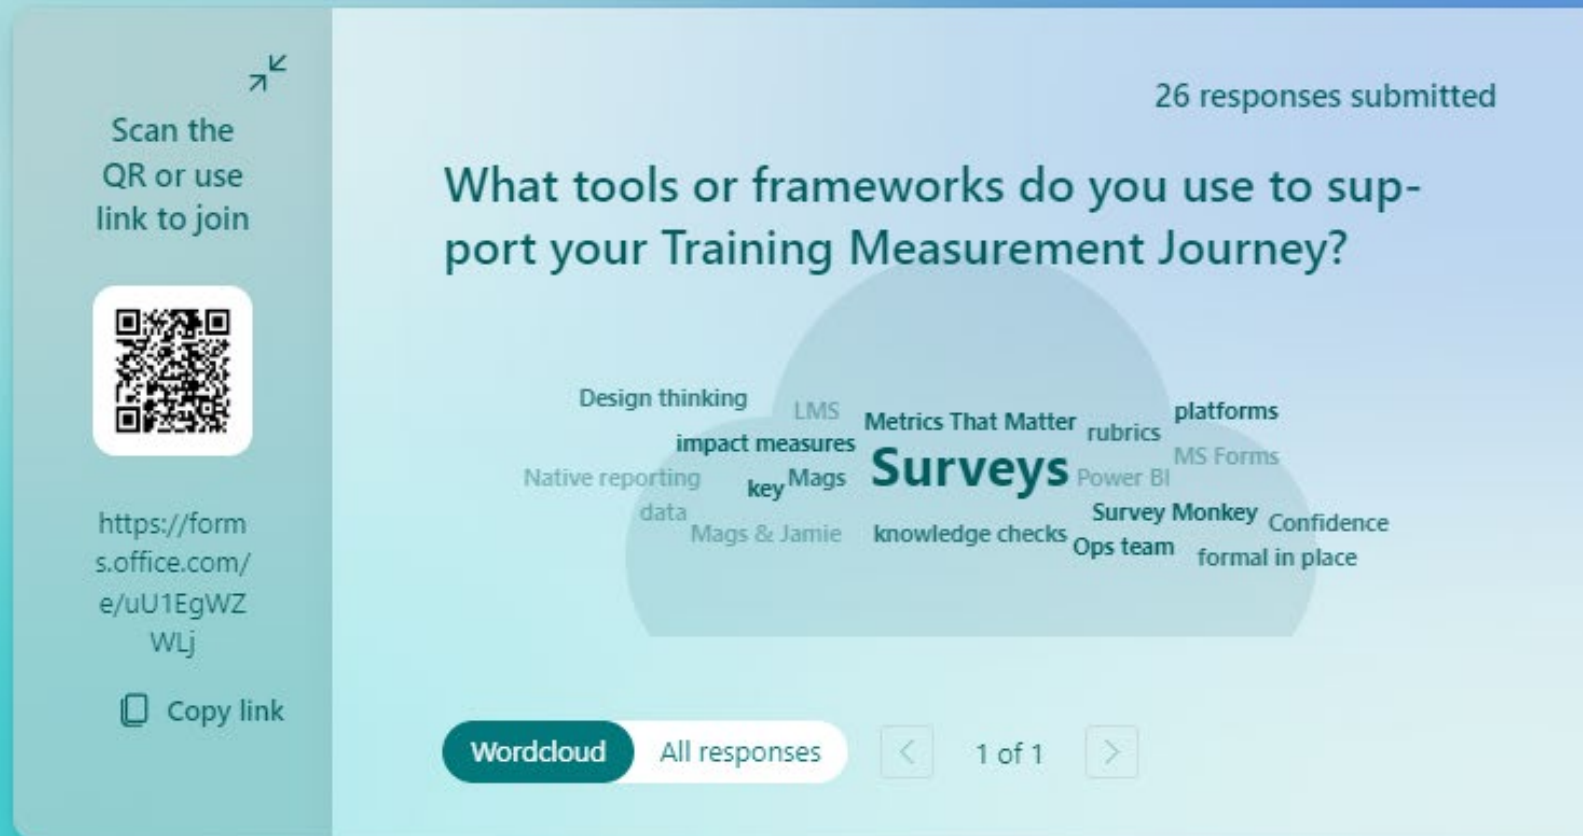 Scan the
QR or use
link to join
https://form
s.office.com/
e/uU1EgWZ
WLj
Copy link
26 responses submitted
What tools or frameworks do you use to sup-
port your Training Measurement Journey?
Design thinking
LMS
Metrics That Matter
platforms
rubrics
impact measures
MS Forms
Surveys
Native reporting
key
Mags
Power BI
data
Survey Monkey
Confidence
Mags & Jamie
knowledge checks
Ops team
formal in place
Wordcloud
All responses
1 of 1